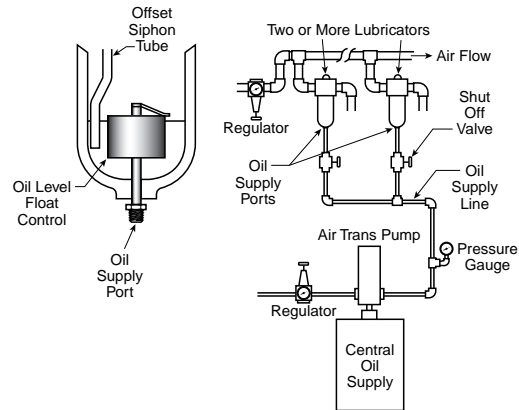 Offset
Siphon
Tube
Oil Level
Float
Control
Oil
Supply
Port
Two or More Lubricators
Air Flow
Regulator
Shut
Off
Valve
Oil
Supply
Ports
Oil
Supply
Line
Air Trans Pump
Pressure
Gauge
Regulator
Central
Oil
Supply